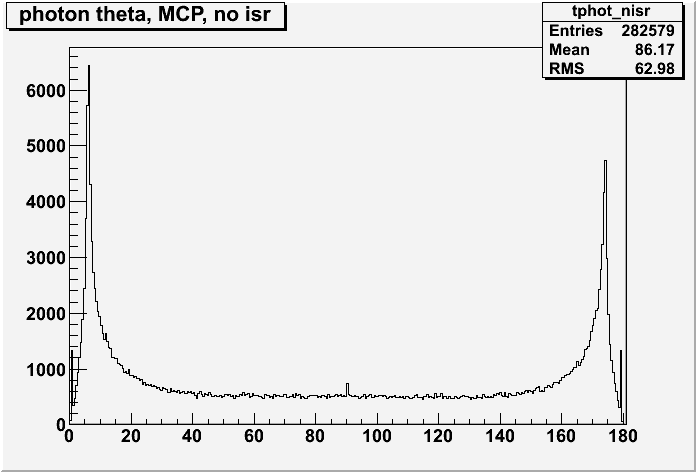 photon theta, MCP, no isr
tphot_nisr
Entries 282579
Mean 86.17
RMS 62.98
6000
5000
4000
3000
2000
1000
0
0 20 40 60 80 100 120 140 160 180